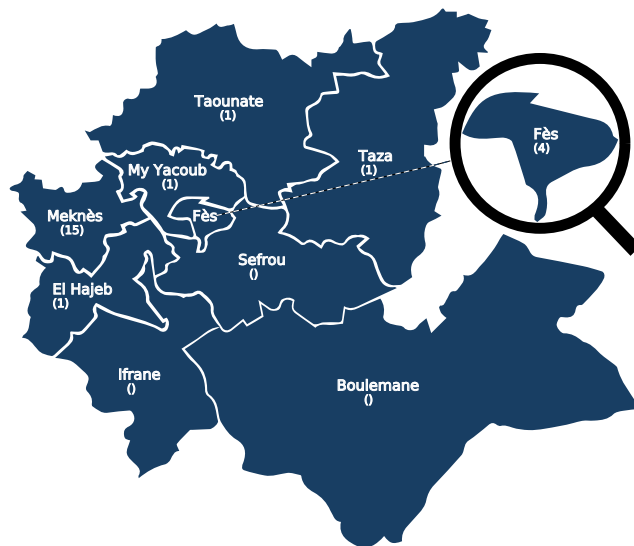 Taounate
(1)
Fès
(4)
Taza
(1)
My Yacoub
(1)
Meknès
(15)
Fès
Sefrou
()
El Hajeb
(1)
Ifrane
()
Boulemane
()